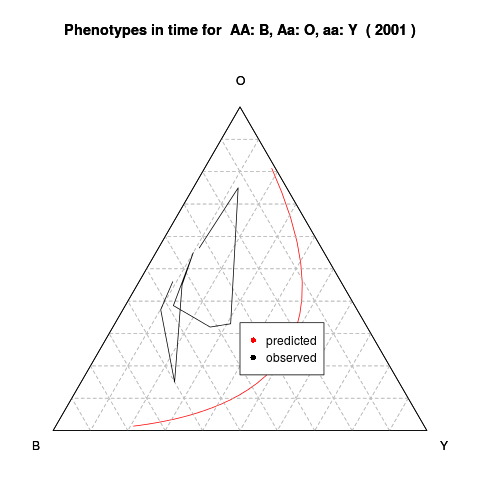 Phenotypes in time for  AA: B, Aa: O, aa: Y  ( 2001 )
O
predicted
observed
B
Y